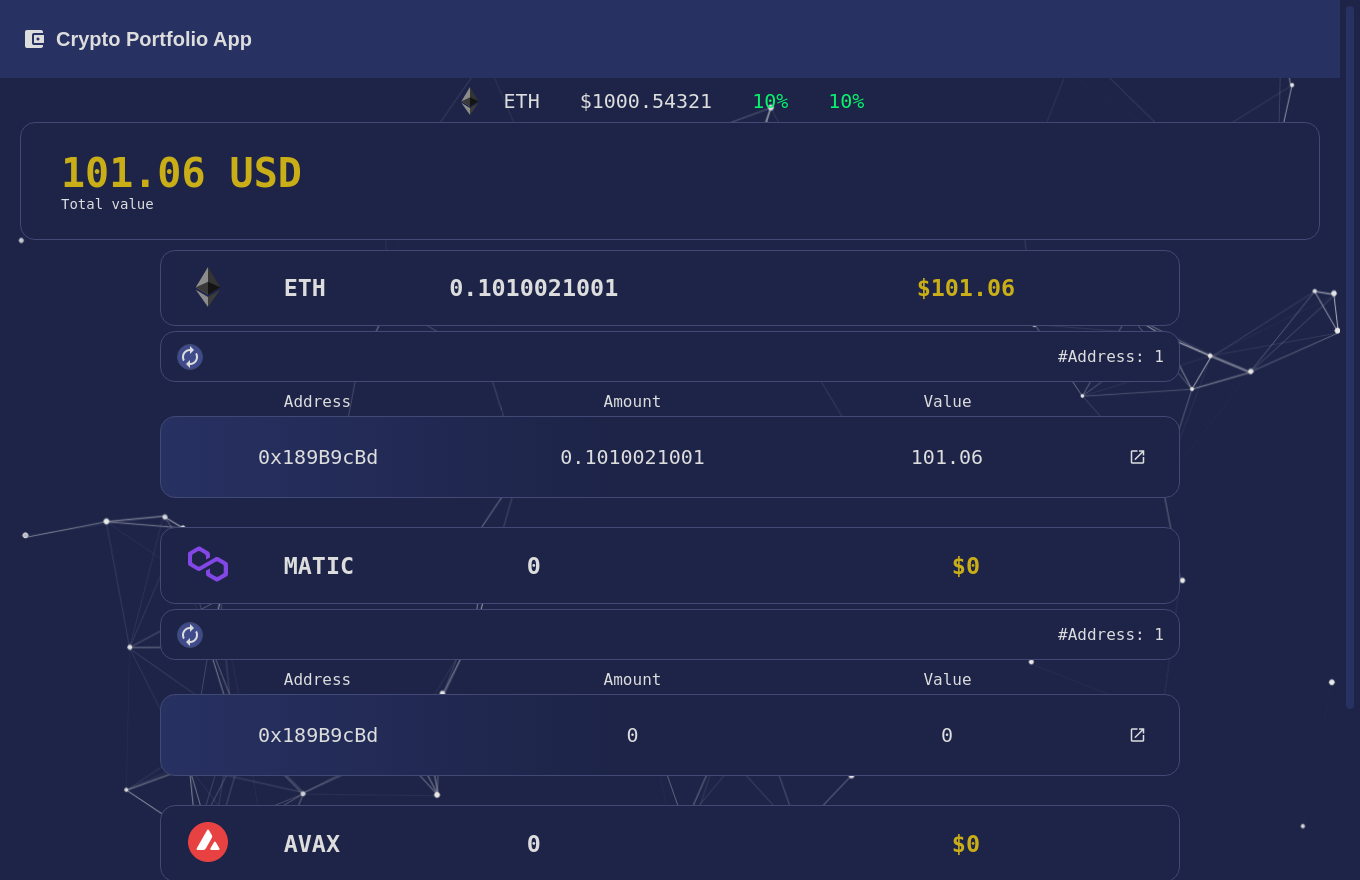 Crypto Portfolio App
ETH $1000.54321 10% 10%
101.06 USD
Total value
ETH 0.1010021001 $101.06
#Address: 1
Address Amount Value
0x189B9cBd 0.1010021001 101.06
MATIC 0 $0
#Address: 1
Address Amount Value
0x189B9cBd 0 0
AVAX 0 $0